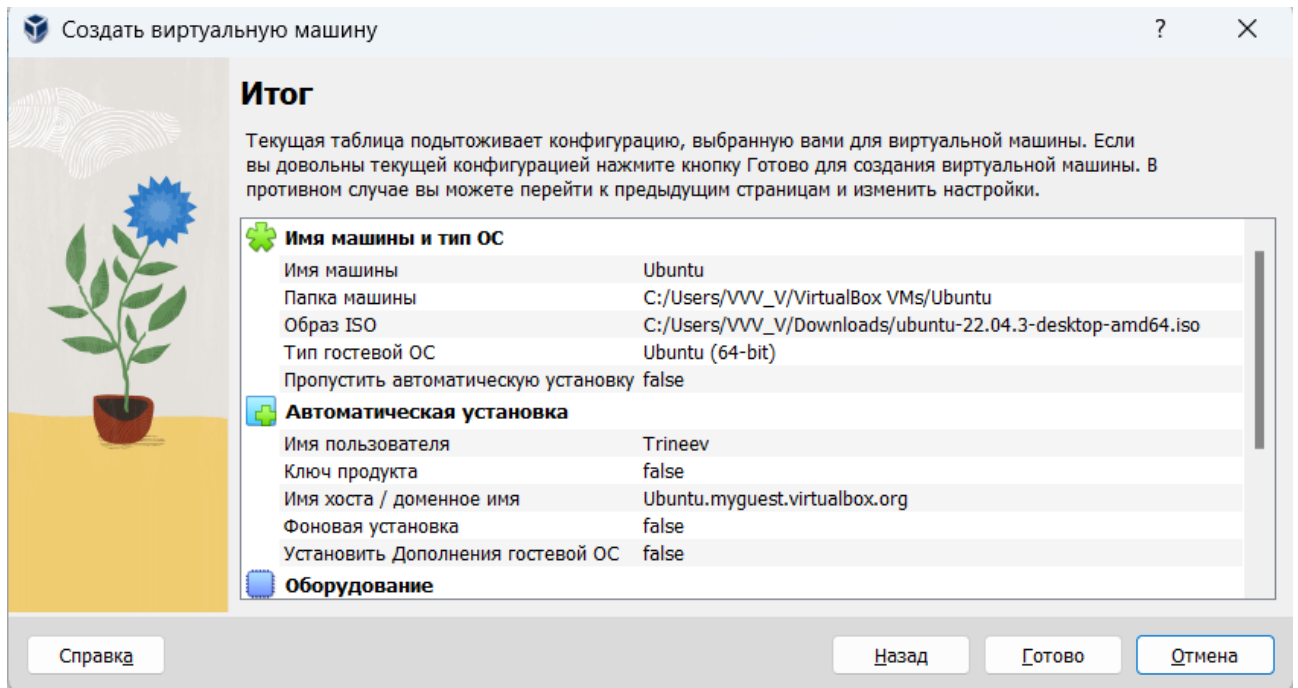 Создать виртуальную машину
?
Итог
Текущая таблица подытоживает конфигурацию, выбранную вами для виртуальной машины. Если
вы довольны текущей конфигурацией нажмите кнопку Готово для создания виртуальной машины. В
противном случае вы можете перейти к предыдущим страницам и изменить настройки.
Имя машины и тип ОС
Имя машины Ubuntu
Папка машины C:/Users/VVV_V/VirtualBox VMs/Ubuntu
Образ ISO C:/Users/VVV_V/Downloads/ubuntu-22.04.3-desktop-amd64.iso
Тип гостевой ОС Ubuntu (64-bit)
Пропустить автоматическую установку false
Автоматическая установка
Имя пользователя Trineev
Ключ продукта false
Имя хоста / доменное имя Ubuntu.myguest.virtualbox.org
Фоновая установка false
Установить Дополнения гостевой ОС false
Оборудование
Справка Назад Готово Отмена